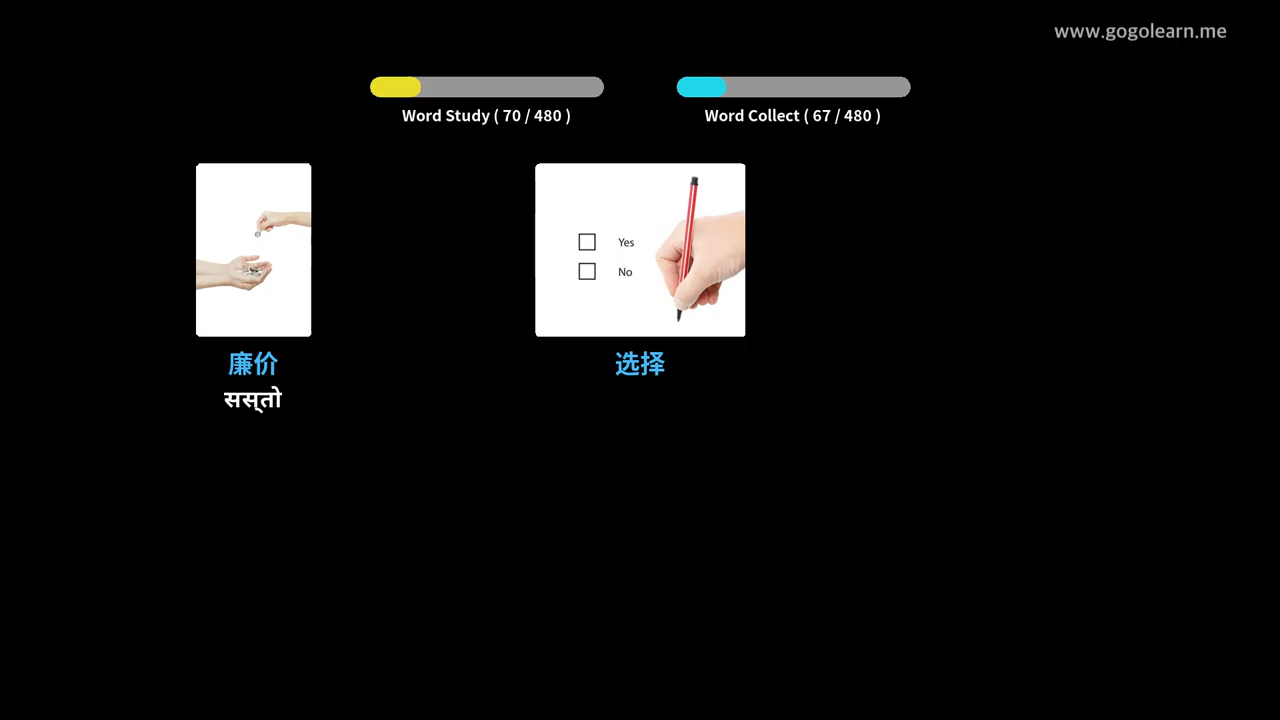 www.gogolearn.me
Word Study ( 70 / 480 )
Word Collect ( 67 / 480 )
Yes
No
廉价
सस्तो
选择